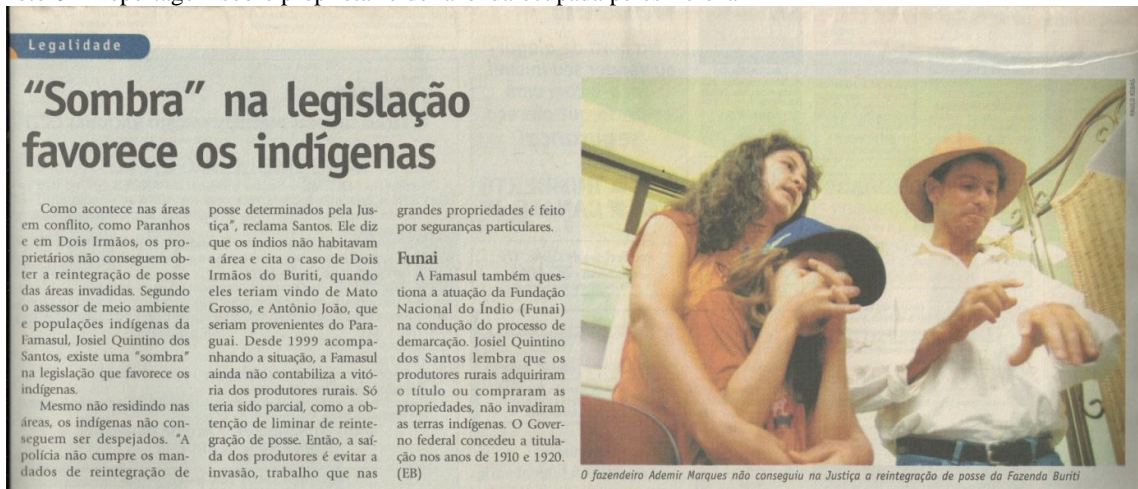 Legalidade
“Sombra” na legislação
favorece os indígenas
Como acontece nas áreas
em conflito, como Paranhos
e em Dois Irmãos, os pro-
prietários não conseguem ob-
ter a reintegração de posse
das áreas invadidas. Segundo
o assessor de meio ambiente
e populações indígenas da
Famasul, Josiel Quintino dos
Santos, existe uma “sombra”
na legislação que favorece os
indígenas.
Mesmo não residindo nas
áreas, os indígenas não con-
seguem ser despejados. “A
polícia não cumpre os man-
dados de reintegração de
posse determinados pela Jus-
tiça”, reclama Santos. Ele diz
que os índios não habitavam
a área e cita o caso de Dois
Irmãos do Buriti, quando
eles teriam vindo de Mato
Grosso, e Antônio João, que
seriam provenientes do Para-
guai. Desde 1999 acompa-
nhando a situação, a Famasul
ainda não contabiliza a vitó-
ria dos produtores rurais. Só
teria sido parcial, como a ob-
tenção de liminar de reinte-
gração de posse. Então, a saí-
da dos produtores é evitar a
invasão, trabalho que nas
grandes propriedades é feito
por seguranças particulares.
Funai
A Famasul também ques-
tiona a atuação da Fundação
Nacional do Índio (Funai)
na condução do processo de
demarcação. Josiel Quintino
dos Santos lembra que os
produtores rurais adquiriram
o título ou compraram as
propriedades, não invadiram
as terras indígenas. O Gover-
no federal concedeu a titula-
ção nos anos de 1910 e 1920.
(EB)
O fazendeiro Ademir Marques não conseguiu na Justiça a reintegração de posse da Fazenda Buriti